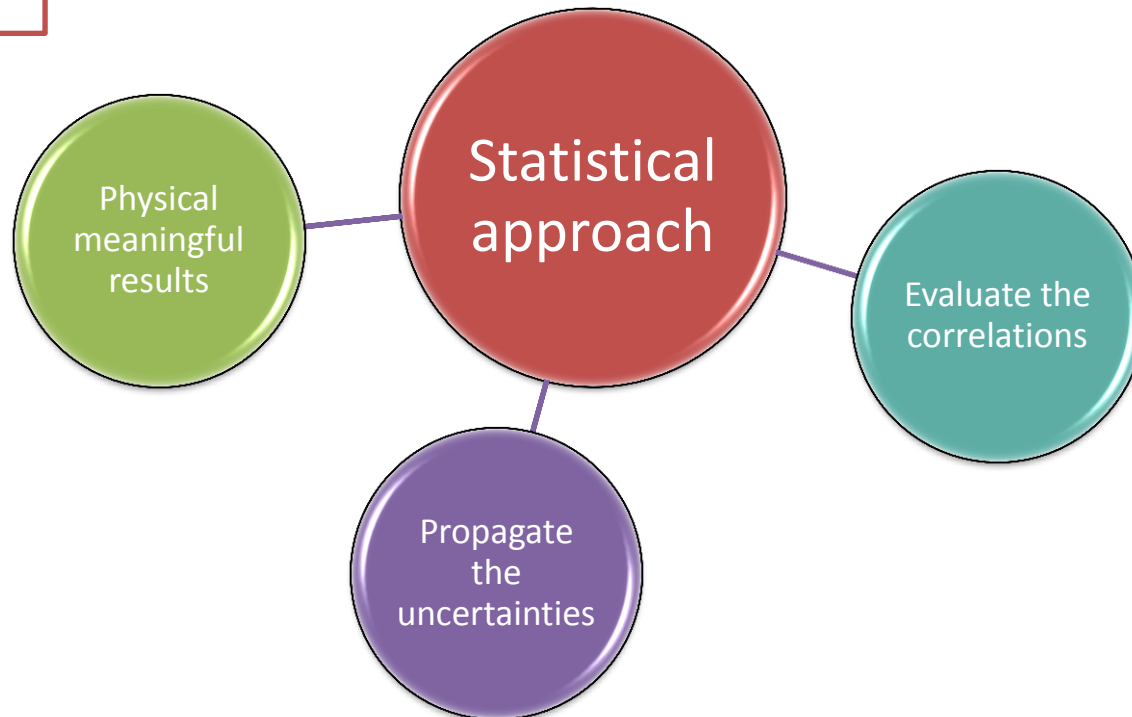 Statistical
approach
Physical
meaningful
results
Evaluate the
correlations
Propagate
the
uncertainties